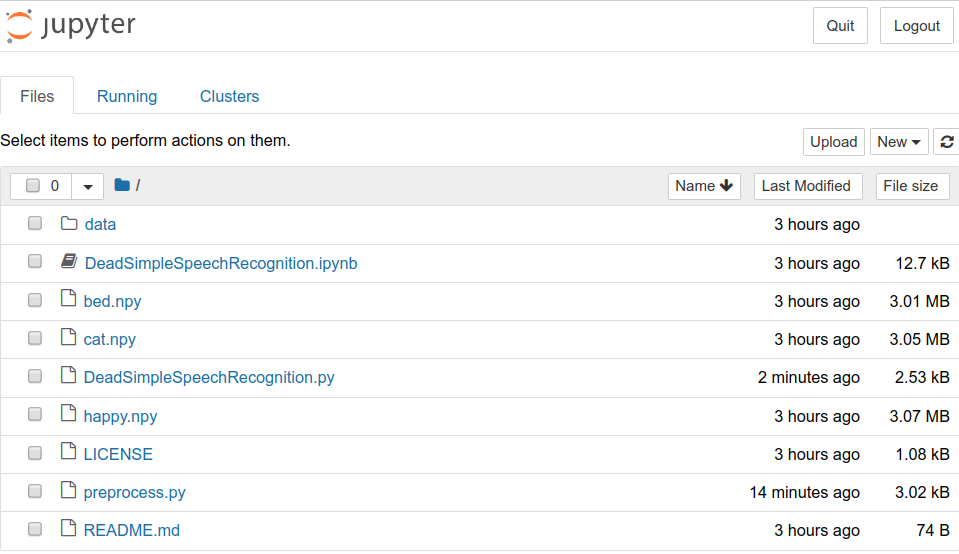 jupyter Quit Logout
Files Running Clusters
Select items to perform actions on them. Upload New
0 / Name Last Modified File size
data 3 hours ago
DeadSimpleSpeechRecognition.ipynb 3 hours ago 12.7 kB
bed.npy 3 hours ago 3.01 MB
cat.npy 3 hours ago 3.05 MB
DeadSimpleSpeechRecognition.py 2 minutes ago 2.53 kB
happy.npy 3 hours ago 3.07 MB
LICENSE 3 hours ago 1.08 kB
preprocess.py 14 minutes ago 3.02 kB
README.md 3 hours ago 74 B